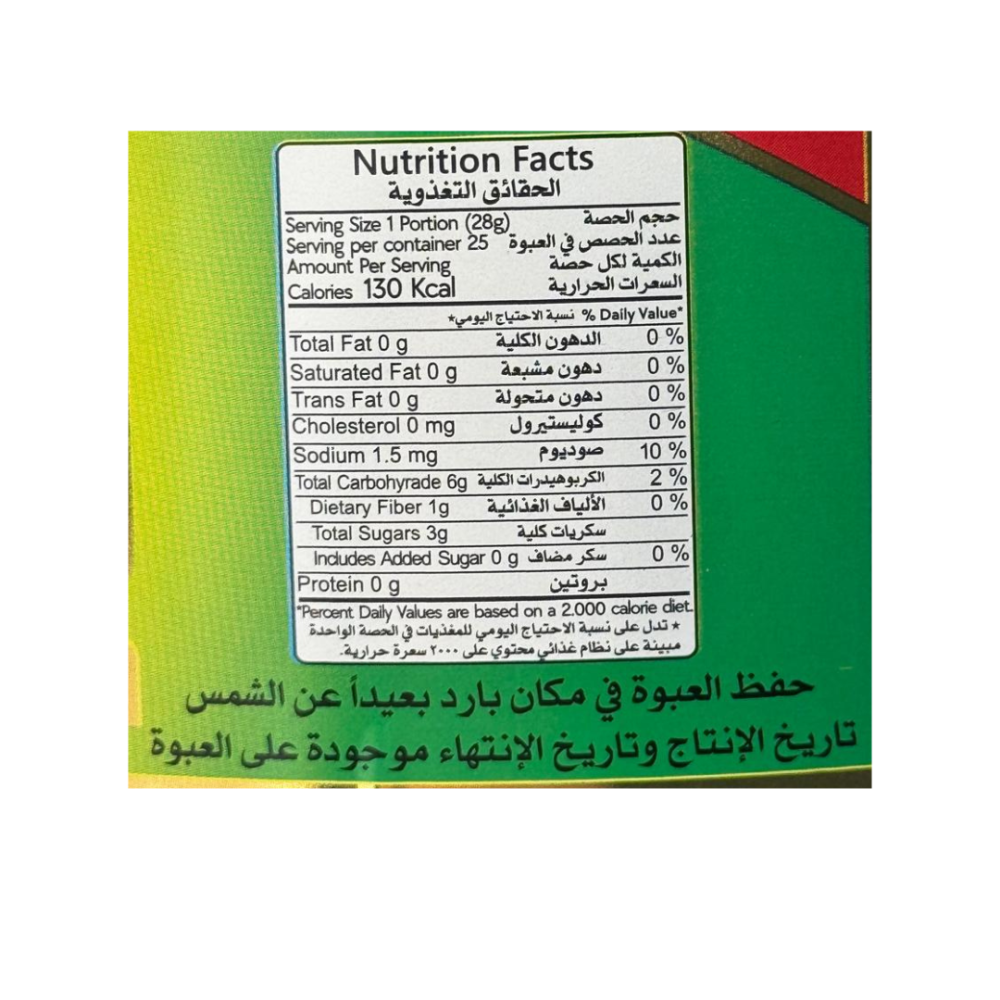 Nutrition Facts
الحقائق التغذوية
Serving Size 1 Portion (28g) حجم الحصة
Serving per container 25 عدد الحصص في العبوة
Amount Per Serving الكمية لكل حصة
Calories 130 Kcal السعرات الحرارية
% Daily Value* نسبة الاحتياج اليومي*
Total Fat 0 g الدهون الكلية 0 %
Saturated Fat 0 g دهون مشبعة 0 %
Trans Fat 0 g دهون متحولة 0 %
Cholesterol 0 mg كوليستيرول 0 %
Sodium 1.5 mg صوديوم 10 %
Total Carbohyrade 6g الكربوهيدرات الكلية 2 %
Dietary Fiber 1g الألياف الغذائية 0 %
Total Sugars 3g سكريات كلية
Includes Added Sugar 0 g سكر مضاف 0 %
Protein 0 g بروتين
*Percent Daily Values are based on a 2.000 calorie diet.
* تدل على نسبة الاحتياج اليومي للمغذيات في الحصة الواحدة
مبينة على نظام غذائي محتوي على ٢٠٠٠ سعرة حرارية.
حفظ العبوة في مكان بارد بعيداً عن الشمس
تاريخ الإنتاج وتاريخ الإنتهاء موجودة على العبوة